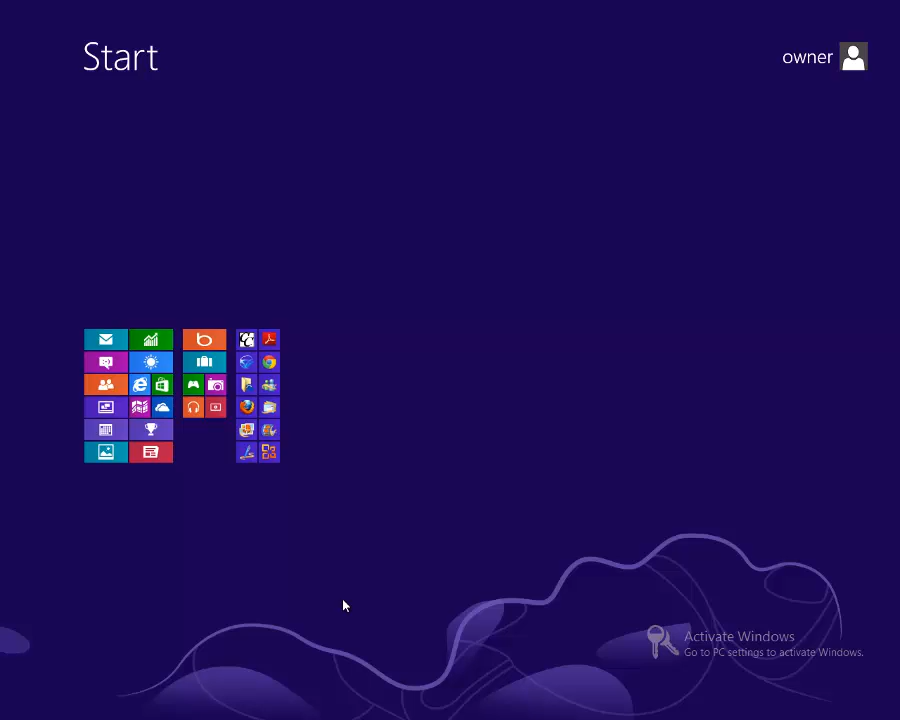 Start
owner
Activate Windows
Go to PC settings to activate Windows.